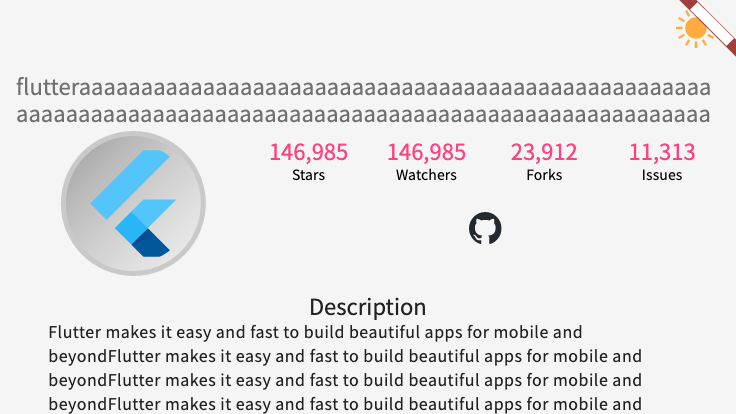 flutteraaaaaaaaaaaaaaaaaaaaaaaaaaaaaaaaaaaaaaaaaaaaaaaaaaa
aaaaaaaaaaaaaaaaaaaaaaaaaaaaaaaaaaaaaaaaaaaaaaaaaaaaaaaa
146,985 146,985 23,912 11,313
Stars Watchers Forks Issues
Description
Flutter makes it easy and fast to build beautiful apps for mobile and
beyondFlutter makes it easy and fast to build beautiful apps for mobile and
beyondFlutter makes it easy and fast to build beautiful apps for mobile and
beyondFlutter makes it easy and fast to build beautiful apps for mobile and